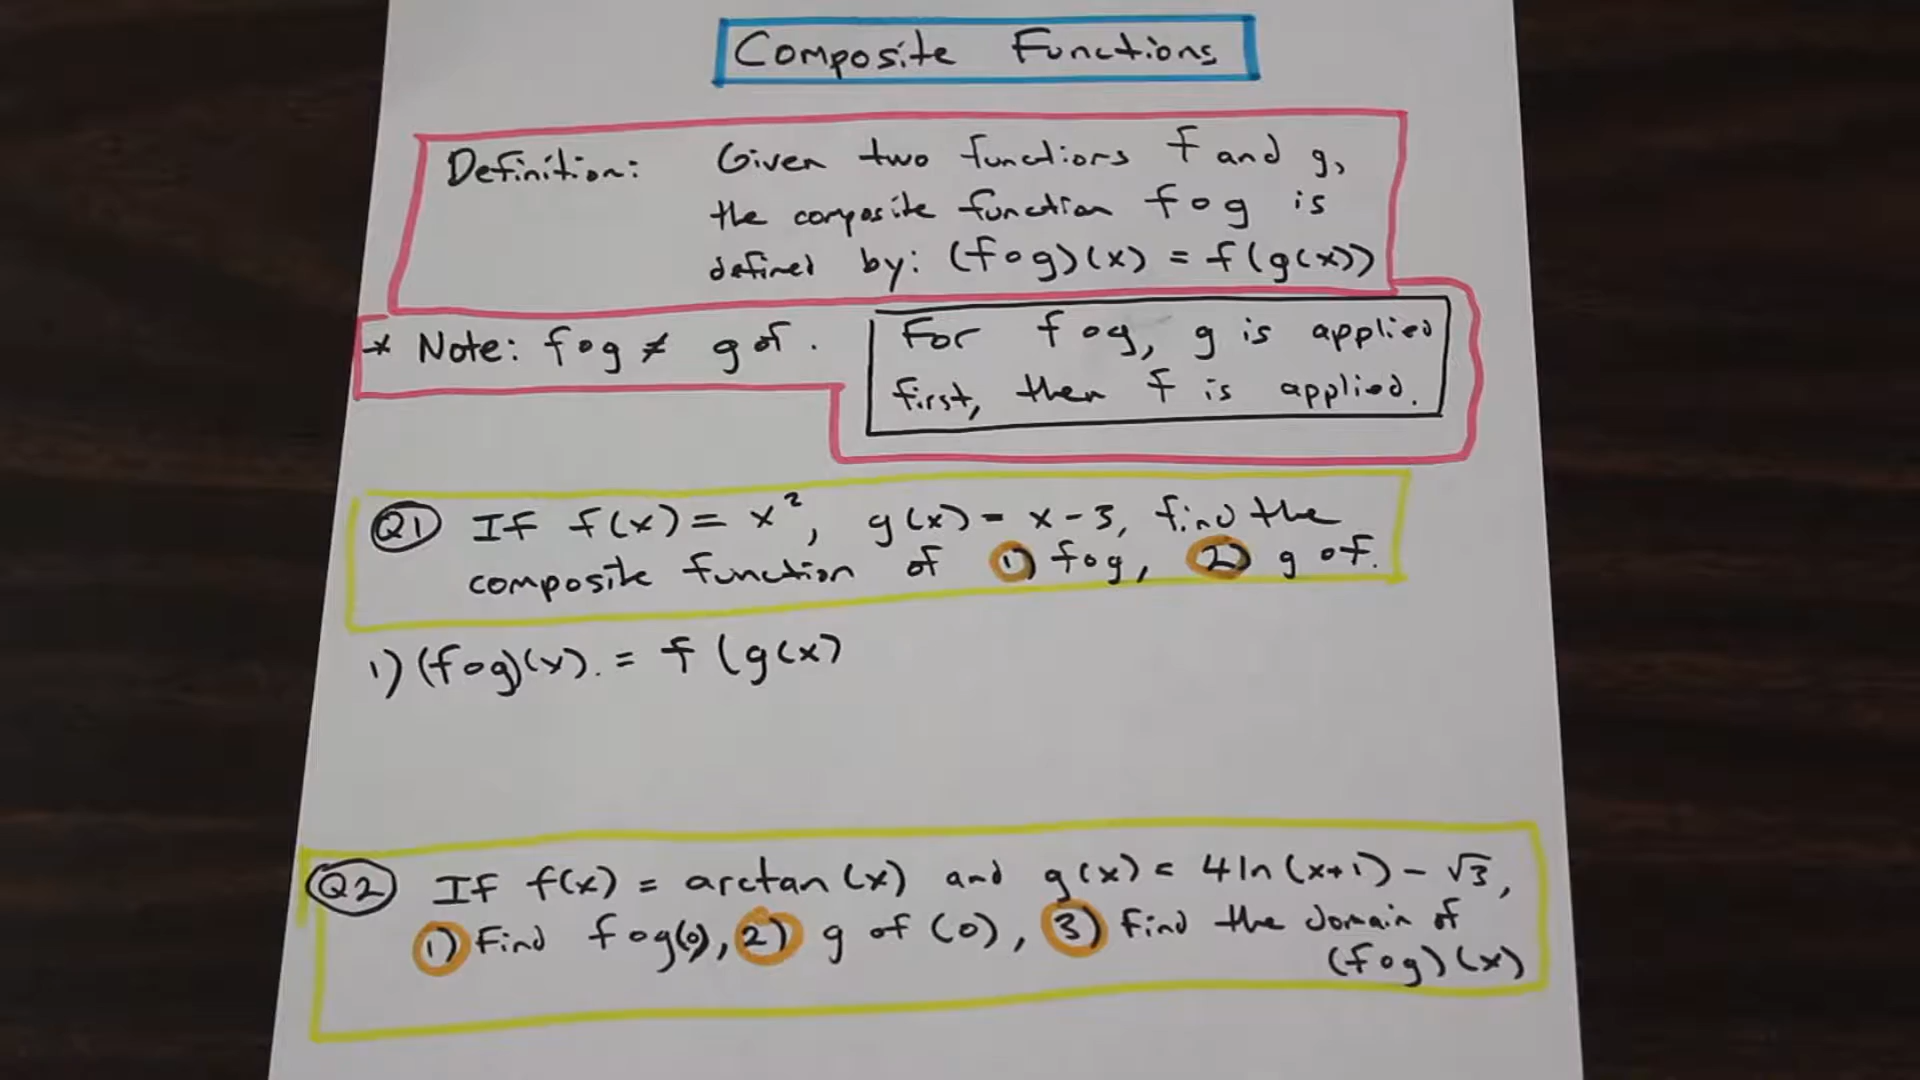 Composite Functions
Definition: Given two functions f and g,
the composite function f∘g is
defined by: (f∘g)(x) = f(g(x))
* Note: f∘g ≠ g∘f.
For f∘g, g is applied
first, then f is applied.
Q1 If f(x) = x², g(x) = x-3, find the
composite function of 1) f∘g, 2) g∘f.
1) (f∘g)(x). = f(g(x)
Q2 If f(x) = arctan(x) and g(x) = 4ln(x+1) - √3,
1) Find f∘g(0), 2) g∘f(0), 3) find the domain of
(f∘g)(x)